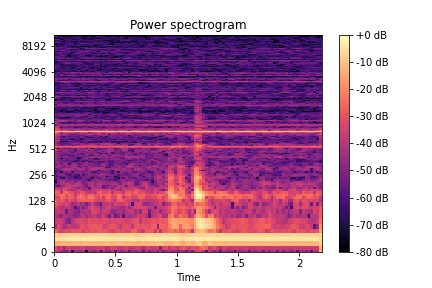 Power spectrogram
Hz
8192
4096
2048
1024
512
256
128
64
0
0
0.5
1
1.5
2
Time
+0 dB
-10 dB
-20 dB
-30 dB
-40 dB
-50 dB
-60 dB
-70 dB
-80 dB